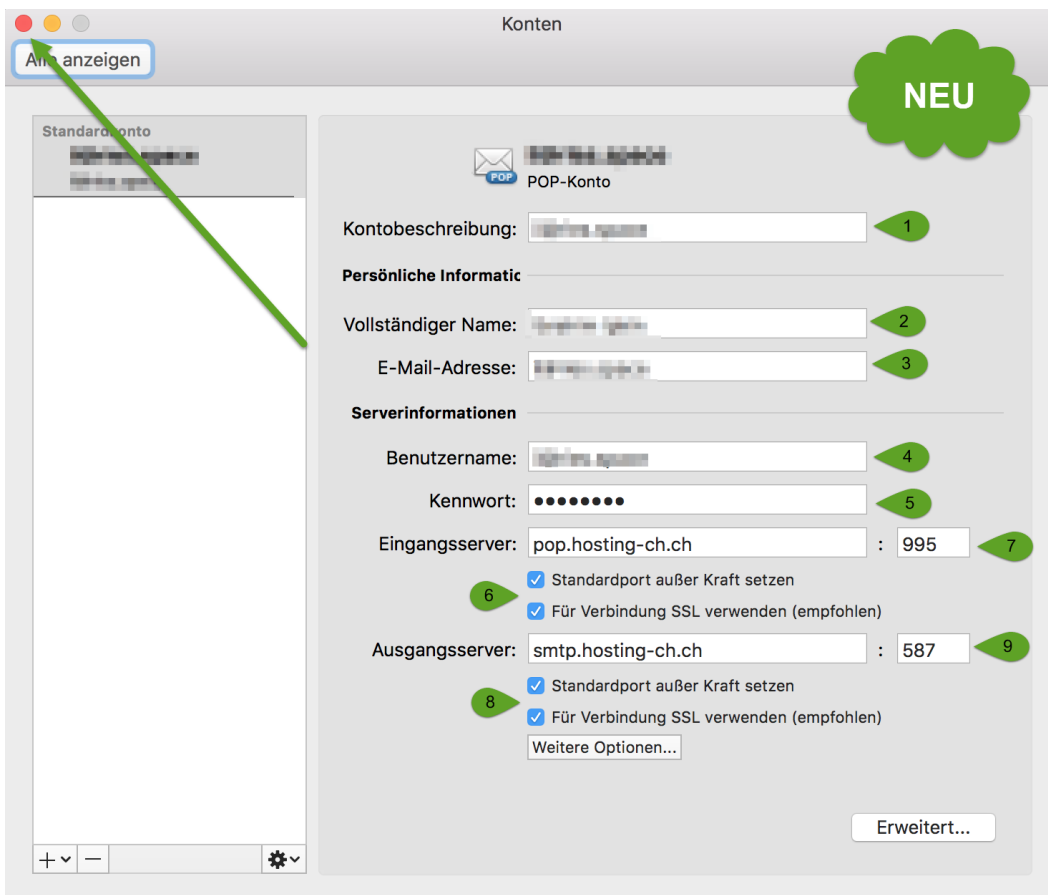 Konten
Alle anzeigen
NEU
Standardkonto
POP
POP-Konto
Kontobeschreibung:
1
Persönliche Informatic
Vollständiger Name:
2
E-Mail-Adresse:
3
Serverinformationen
Benutzername:
4
Kennwort: ●●●●●●●●
5
Eingangsserver: pop.hosting-ch.ch : 995
7
Standardport außer Kraft setzen
6
Für Verbindung SSL verwenden (empfohlen)
Ausgangsserver: smtp.hosting-ch.ch : 587
9
Standardport außer Kraft setzen
8
Für Verbindung SSL verwenden (empfohlen)
Weitere Optionen...
Erweitert...